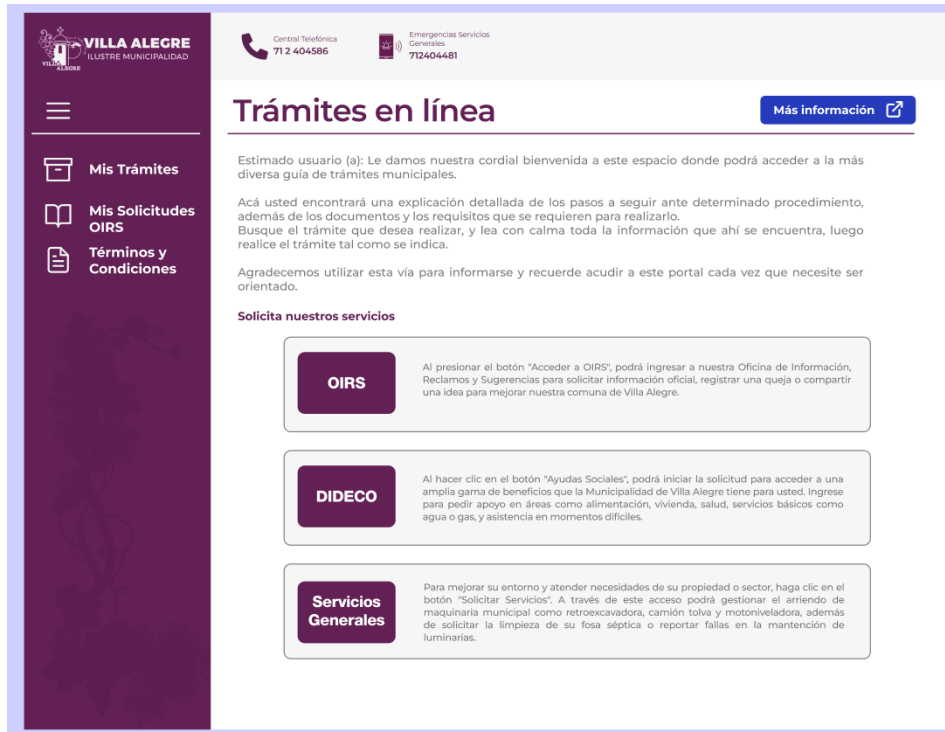 VILLA ALEGRE
ILUSTRE MUNICIPALIDAD
VILLA
ALEGRE
Central Telefónica
71 2 404586
Emergencias Servicios
Generales
712404481
Trámites en línea
Más información
Mis Trámites
Mis Solicitudes
OIRS
Términos y
Condiciones
Estimado usuario (a): Le damos nuestra cordial bienvenida a este espacio donde podrá acceder a la más
diversa guía de trámites municipales.
Acá usted encontrará una explicación detallada de los pasos a seguir ante determinado procedimiento,
además de los documentos y los requisitos que se requieren para realizarlo.
Busque el trámite que desea realizar, y lea con calma toda la información que ahí se encuentra, luego
realice el trámite tal como se indica.
Agradecemos utilizar esta vía para informarse y recuerde acudir a este portal cada vez que necesite ser
orientado.
Solicita nuestros servicios
OIRS
Al presionar el botón "Acceder a OIRS", podrá ingresar a nuestra Oficina de Información,
Reclamos y Sugerencias para solicitar información oficial, registrar una queja o compartir
una idea para mejorar nuestra comuna de Villa Alegre.
DIDECO
Al hacer clic en el botón "Ayudas Sociales", podrá iniciar la solicitud para acceder a una
amplia gama de beneficios que la Municipalidad de Villa Alegre tiene para usted. Ingrese
para pedir apoyo en áreas como alimentación, vivienda, salud, servicios básicos como
agua o gas, y asistencia en momentos difíciles.
Servicios
Generales
Para mejorar su entorno y atender necesidades de su propiedad o sector, haga clic en el
botón "Solicitar Servicios". A través de este acceso podrá gestionar el arriendo de
maquinaria municipal como retroexcavadora, camión tolva y motoniveladora, además
de solicitar la limpieza de su fosa séptica o reportar fallas en la mantención de
luminarias.